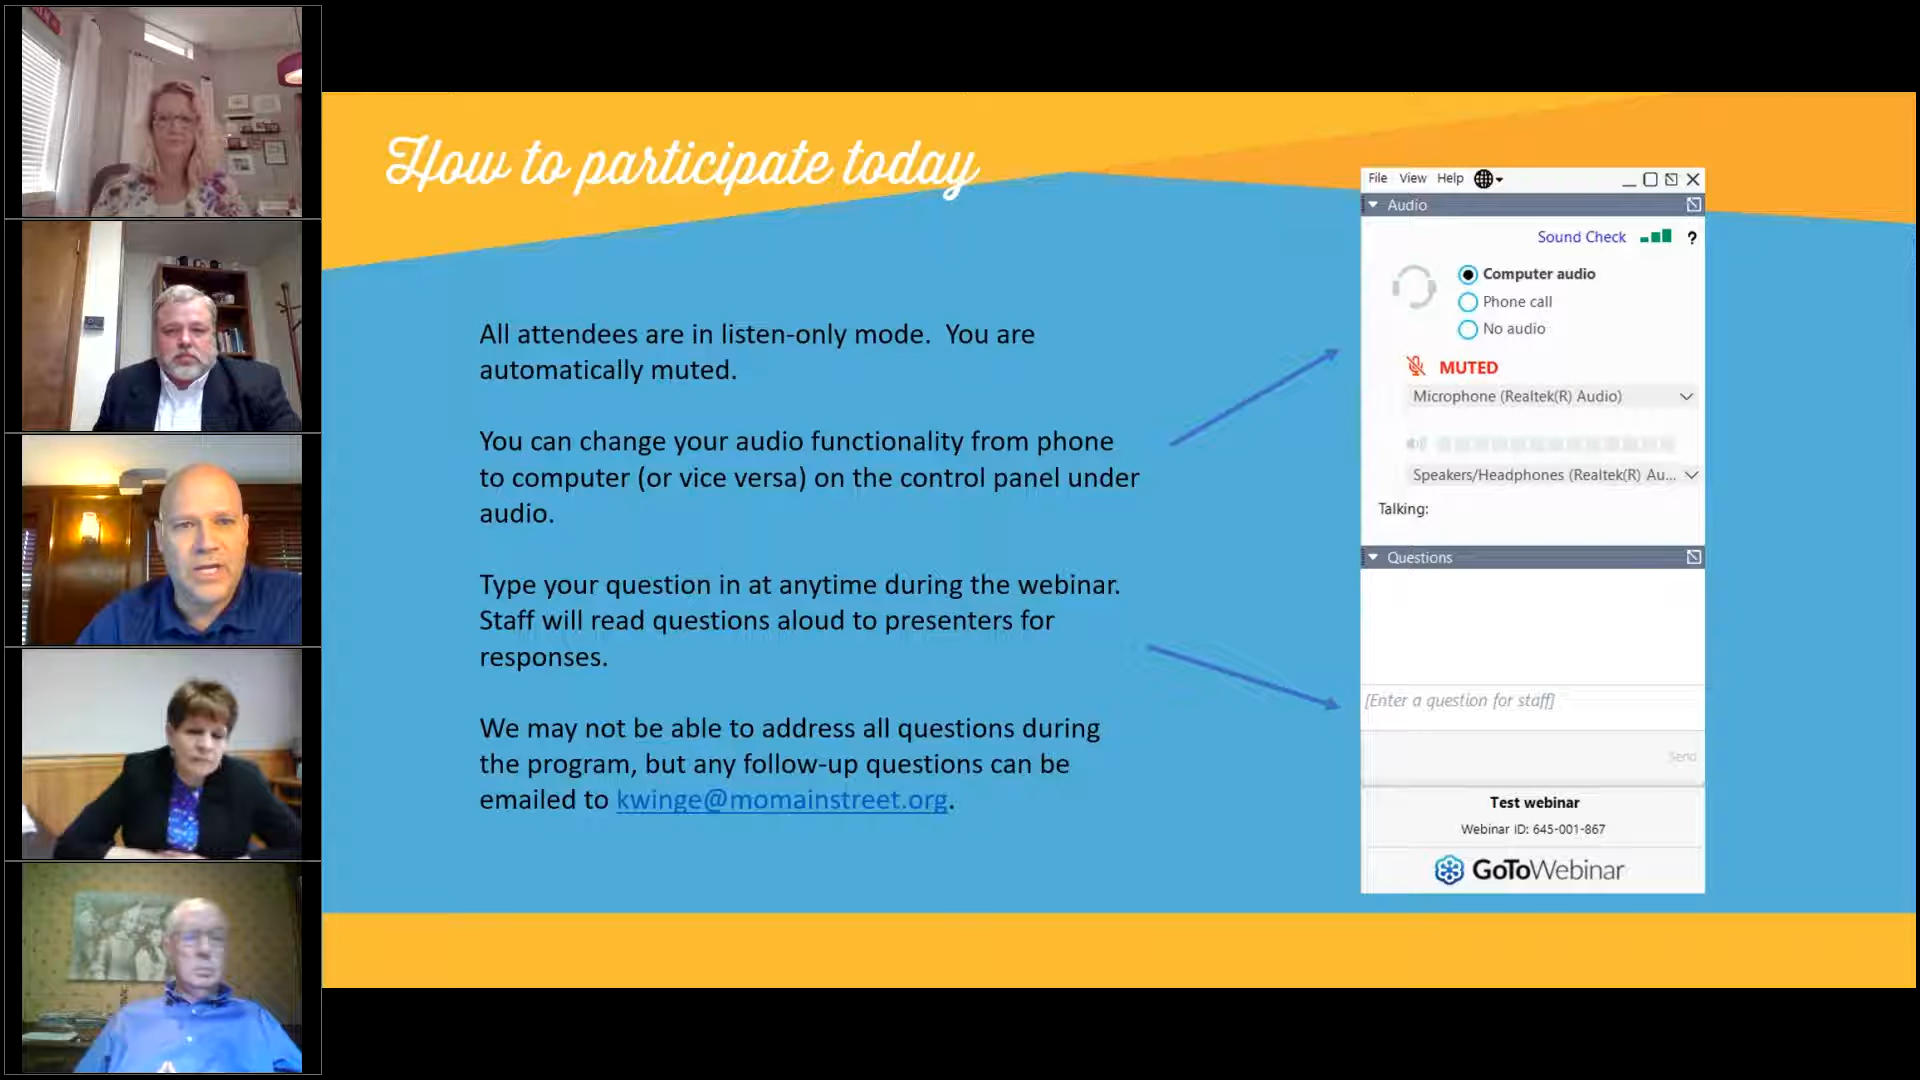 How to participate today
All attendees are in listen-only mode.  You are
automatically muted.
You can change your audio functionality from phone
to computer (or vice versa) on the control panel under
audio.
Type your question in at anytime during the webinar.
Staff will read questions aloud to presenters for
responses.
We may not be able to address all questions during
the program, but any follow-up questions can be
emailed to kwinge@momainstreet.org.
File View Help
Audio
Sound Check ?
Computer audio
Phone call
No audio
MUTED
Microphone (Realtek(R) Audio)
Speakers/Headphones (Realtek(R) Au...
Talking:
Questions
[Enter a question for staff]
Send
Test webinar
Webinar ID: 645-001-867
GoToWebinar